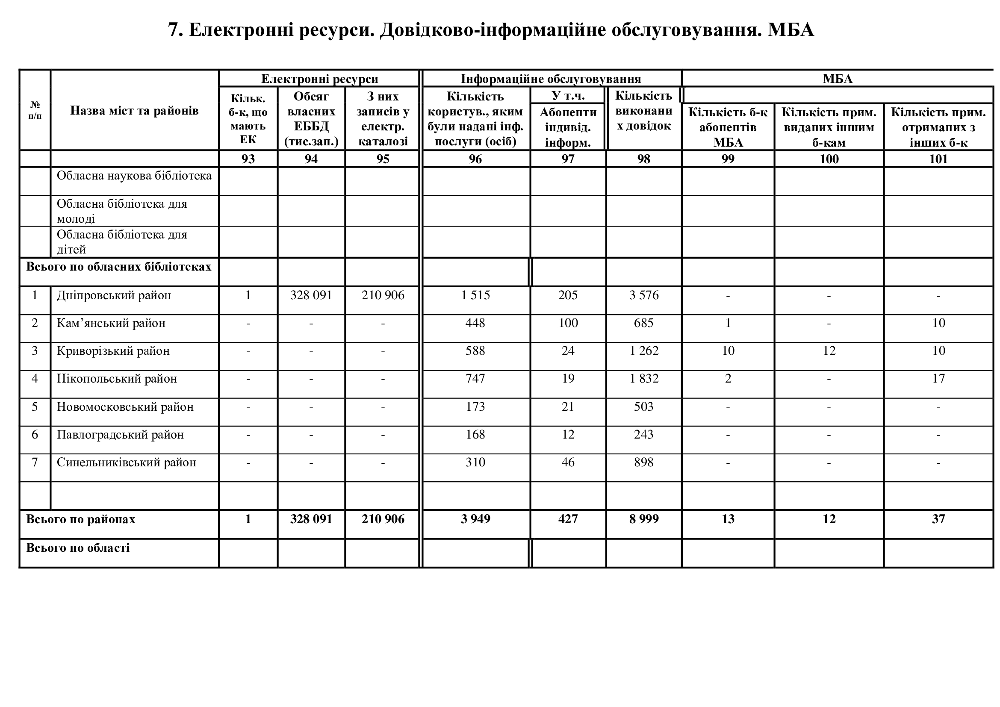 7. Електронні ресурси. Довідково-інформаційне обслуговування. МБА
№ п/п Назва міст та районів Електронні ресурси Інформаційне обслуговування МБА
Кільк. б-к, що мають ЕК Обсяг власних ЕББД (тис.зап.) З них записів у електр. каталозі Кількість користув., яким були надані інф. послуги (осіб) У т.ч. Абоненти індивід. інформ. Кількість виконани х довідок Кількість б-к абонентів МБА Кількість прим. виданих іншим б-кам Кількість прим. отриманих з інших б-к
93 94 95 96 97 98 99 100 101
Обласна наукова бібліотека
Обласна бібліотека для
молоді
Обласна бібліотека для
дітей
Всього по обласних бібліотеках
1 Дніпровський район 1 328 091 210 906 1 515 205 3 576 - - -
2 Кам’янський район - - - 448 100 685 1 - 10
3 Криворізький район - - - 588 24 1 262 10 12 10
4 Нікопольський район - - - 747 19 1 832 2 - 17
5 Новомосковський район - - - 173 21 503 - - -
6 Павлоградський район - - - 168 12 243 - - -
7 Синельниківський район - - - 310 46 898 - - -
Всього по районах 1 328 091 210 906 3 949 427 8 999 13 12 37
Всього по області